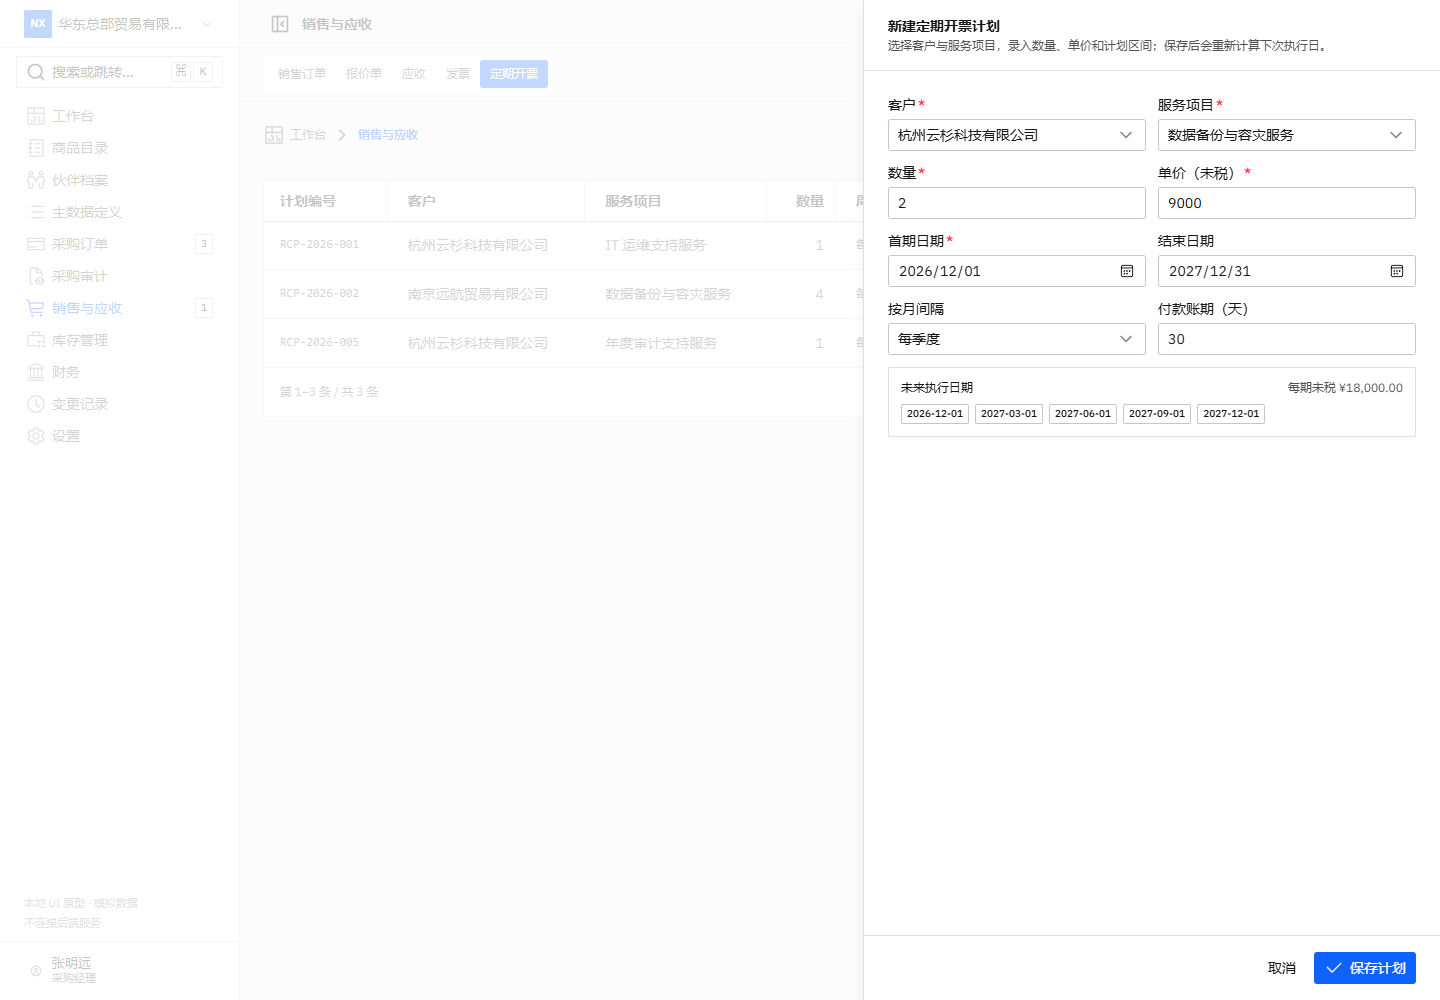 NX 华东总部贸易有限...
搜索或跳转... ⌘ K
工作台
商品目录
伙伴档案
主数据定义
采购订单 3
采购审计
销售与应收 1
库存管理
财务
变更记录
设置
本地 UI 原型 · 模拟数据
不连接后端服务
张明远
采购经理
销售与应收
销售订单 报价单 应收 发票 定期开票
工作台 销售与应收
计划编号 客户 服务项目 数量
RCP-2026-001 杭州云杉科技有限公司 IT 运维支持服务 1
RCP-2026-002 南京远航贸易有限公司 数据备份与容灾服务 4
RCP-2026-005 杭州云杉科技有限公司 年度审计支持服务 1
第 1–3 条 / 共 3 条
新建定期开票计划
选择客户与服务项目，录入数量、单价和计划区间；保存后会重新计算下次执行日。
客户* 服务项目*
杭州云杉科技有限公司 数据备份与容灾服务
数量* 单价（未税）*
2 9000
首期日期* 结束日期
2026/12/01 2027/12/31
按月间隔 付款账期（天）
每季度 30
未来执行日期 每期未税 ¥18,000.00
2026-12-01 2027-03-01 2027-06-01 2027-09-01 2027-12-01
取消 保存计划